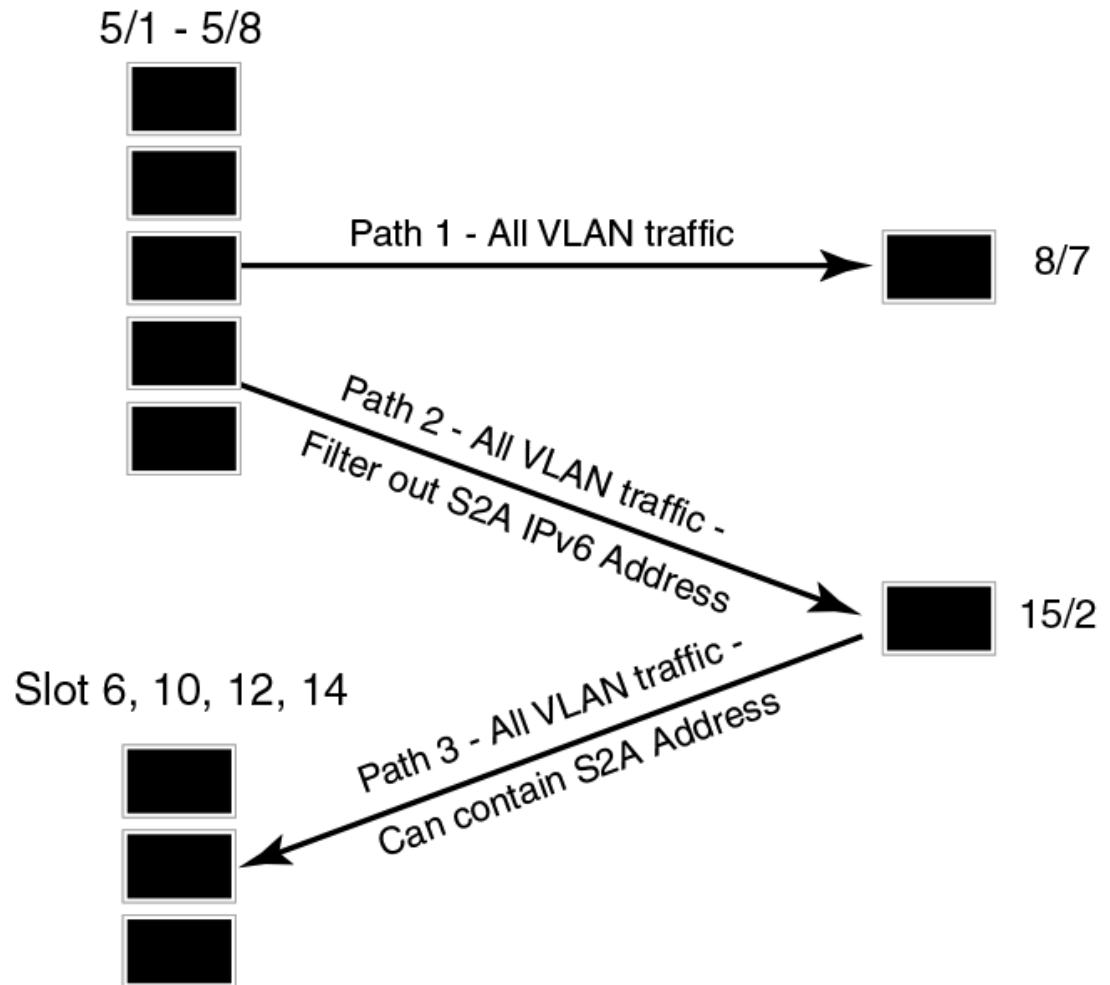 5/1 - 5/8
Path 1 - All VLAN traffic
8/7
Path 2 - All VLAN traffic -
Filter out S2A IPv6 Address
15/2
Path 3 - All VLAN traffic -
Can contain S2A Address
Slot 6, 10, 12, 14